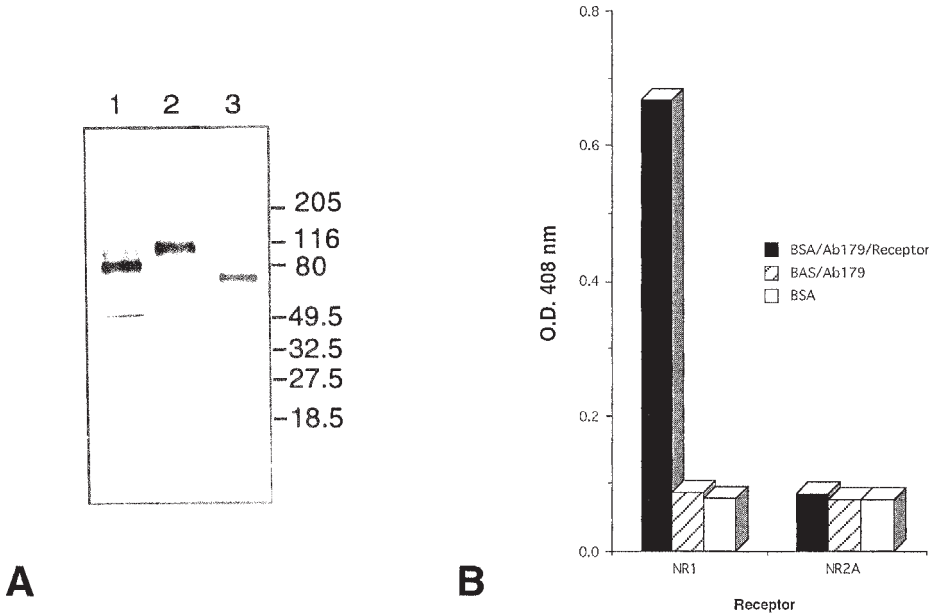 1 2 3
205
116
80
49.5
32.5
27.5
18.5
A
0.8
0.6
0.4
0.2
0.0
O.D. 408 nm
BSA/Ab179/Receptor
BAS/Ab179
BSA
NR1 NR2A
Receptor
B